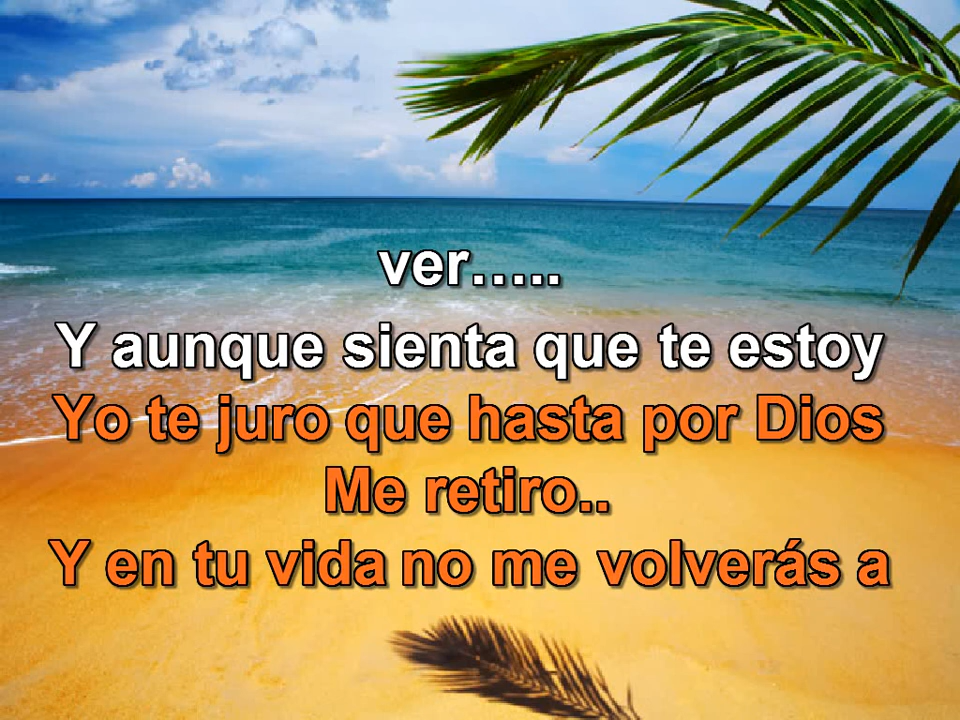 ver.....
Y aunque sienta que te estoy
Yo te juro que hasta por Dios
Me retiro..
Y en tu vida no me volverás a